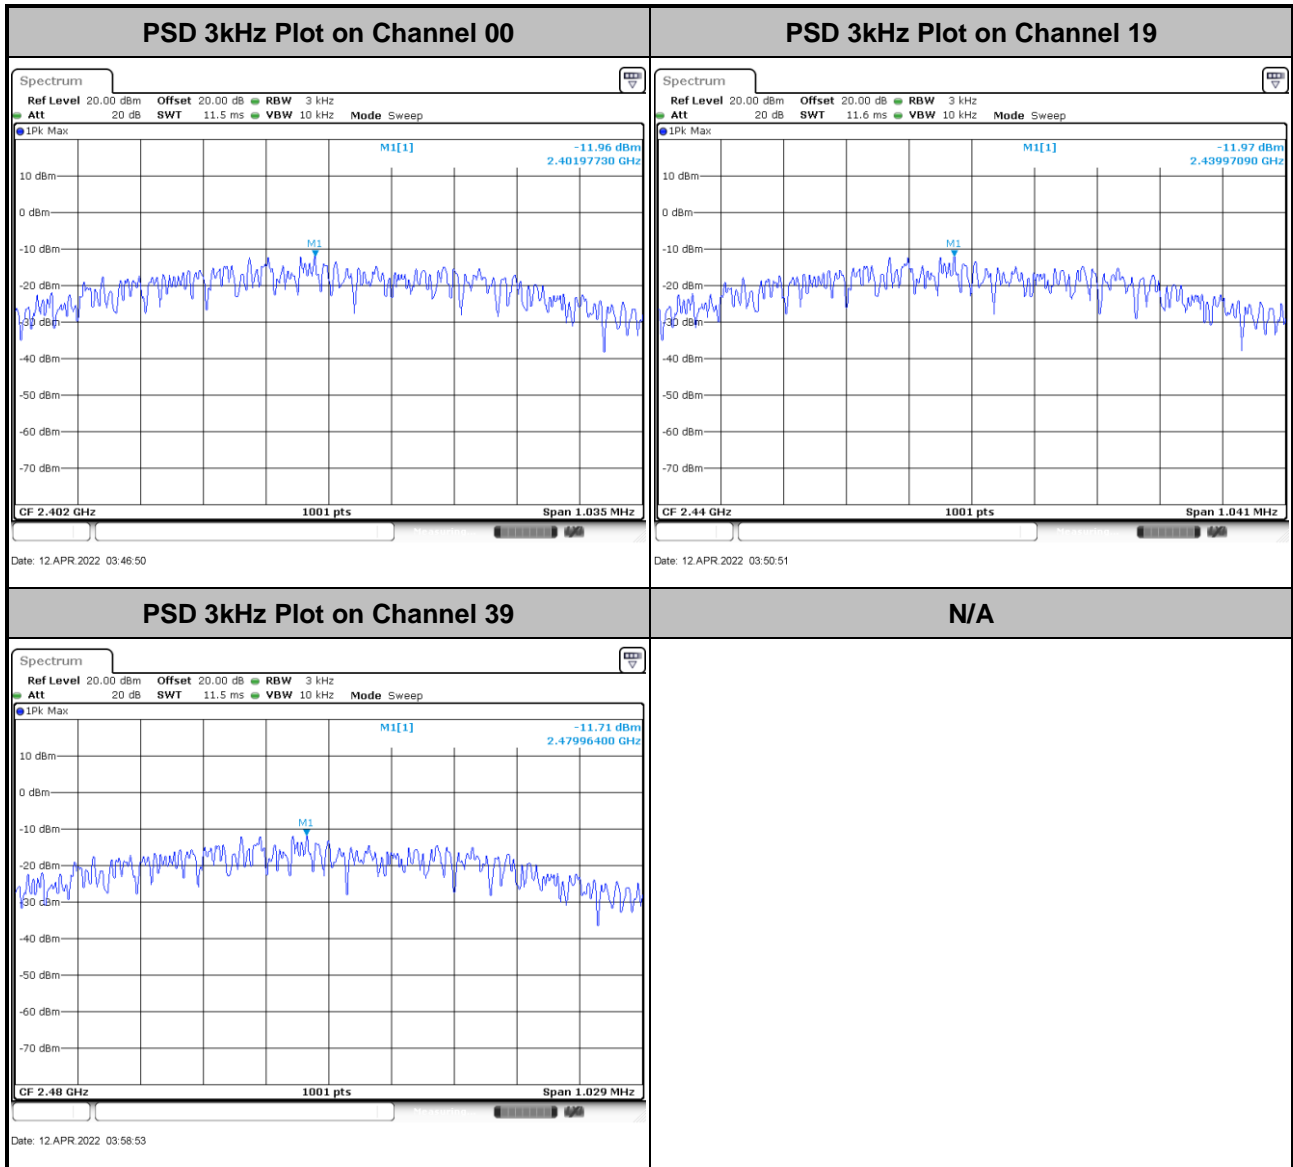 PSD 3kHz Plot on Channel 00
PSD 3kHz Plot on Channel 19
Spectrum
Ref Level 20.00 dBm Offset 20.00 dB RBW 3 kHz
Att 20 dB SWT 11.5 ms VBW 10 kHz Mode Sweep
1Pk Max
M1[1] -11.96 dBm
2.40197730 GHz
10 dBm
0 dBm
M1
-10 dBm
-20 dBm
-30 dBm
-40 dBm
-50 dBm
-60 dBm
-70 dBm
CF 2.402 GHz 1001 pts Span 1.035 MHz
Measuring...
Date: 12.APR.2022 03:46:50
Spectrum
Ref Level 20.00 dBm Offset 20.00 dB RBW 3 kHz
Att 20 dB SWT 11.6 ms VBW 10 kHz Mode Sweep
1Pk Max
M1[1] -11.97 dBm
2.43997090 GHz
10 dBm
0 dBm
M1
-10 dBm
-20 dBm
-30 dBm
-40 dBm
-50 dBm
-60 dBm
-70 dBm
CF 2.44 GHz 1001 pts Span 1.041 MHz
Measuring...
Date: 12.APR.2022 03:50:51
PSD 3kHz Plot on Channel 39
N/A
Spectrum
Ref Level 20.00 dBm Offset 20.00 dB RBW 3 kHz
Att 20 dB SWT 11.5 ms VBW 10 kHz Mode Sweep
1Pk Max
M1[1] -11.71 dBm
2.47996400 GHz
10 dBm
0 dBm
M1
-10 dBm
-20 dBm
-30 dBm
-40 dBm
-50 dBm
-60 dBm
-70 dBm
CF 2.48 GHz 1001 pts Span 1.029 MHz
Measuring...
Date: 12.APR.2022 03:58:53